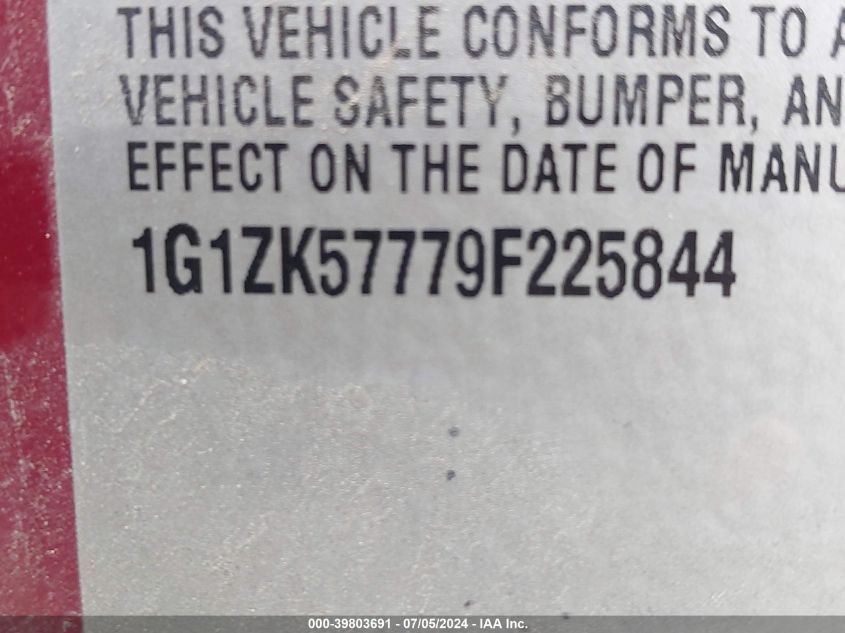 THIS VEHICLE CONFORMS TO A
VEHICLE SAFETY, BUMPER, AN
EFFECT ON THE DATE OF MANU
1G1ZK57779F225844
000-39803691 - 07/05/2024 - IAA Inc.